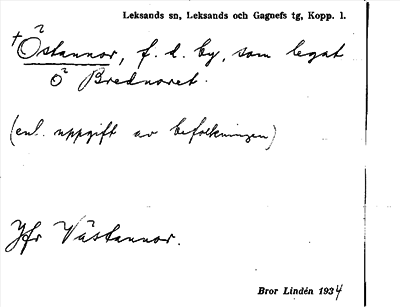 Leksands sn, Leksands och Gagnefs tg, Kopp. l.
†Östannor, f. d. by, som legat
å Brednoret.
(enl. uppgift av befolkningen)
Jfr Västannor.
Bror Lindén 1934